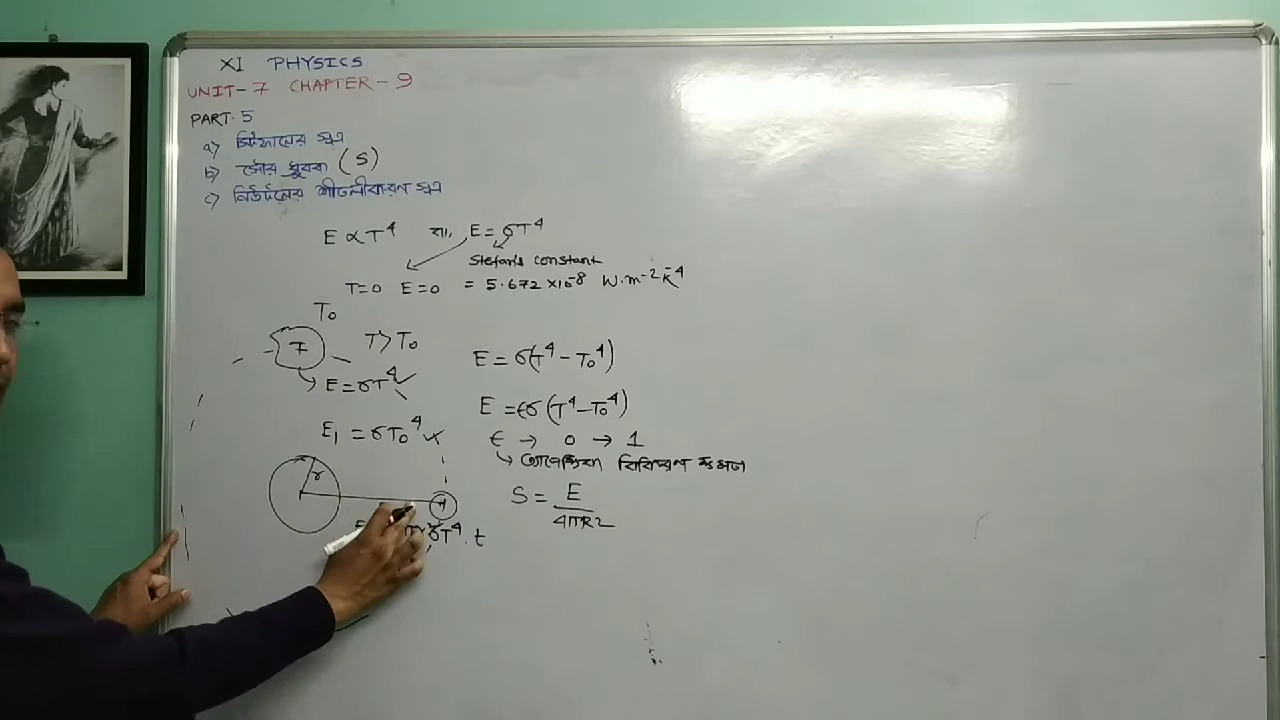 XI PHYSICS
UNIT-7 CHAPTER-9
PART-5
a) স্টিফানের সূত্র
b) সৌর ধ্রুবক (S)
c) নিউটনের শীতলীকরণ সূত্র
E ∝ T⁴ বা, E = σT⁴
Stefan's constant
T=0 E=0 = 5.672 × 10⁻⁸ W.m⁻²K⁻⁴
T₀
T T > T₀ E = σ(T⁴ - T₀⁴)
E = σT⁴
E = ϵσ(T⁴ - T₀⁴)
E₁ = σT₀⁴ ϵ → 0 → 1
আপেক্ষিক বিকিরণ ক্ষমতা
r
S = E / 4πR²
σT⁴. t